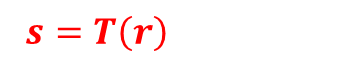 s = T(r)